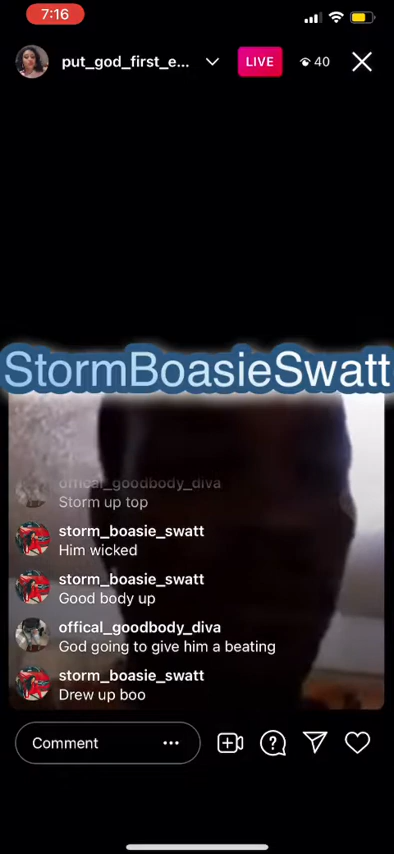 7:16
put_god_first_e...
LIVE
40
StormBoasieSwatt
offical_goodbody_diva
Storm up top
storm_boasie_swatt
Him wicked
storm_boasie_swatt
Good body up
offical_goodbody_diva
God going to give him a beating
storm_boasie_swatt
Drew up boo
Comment